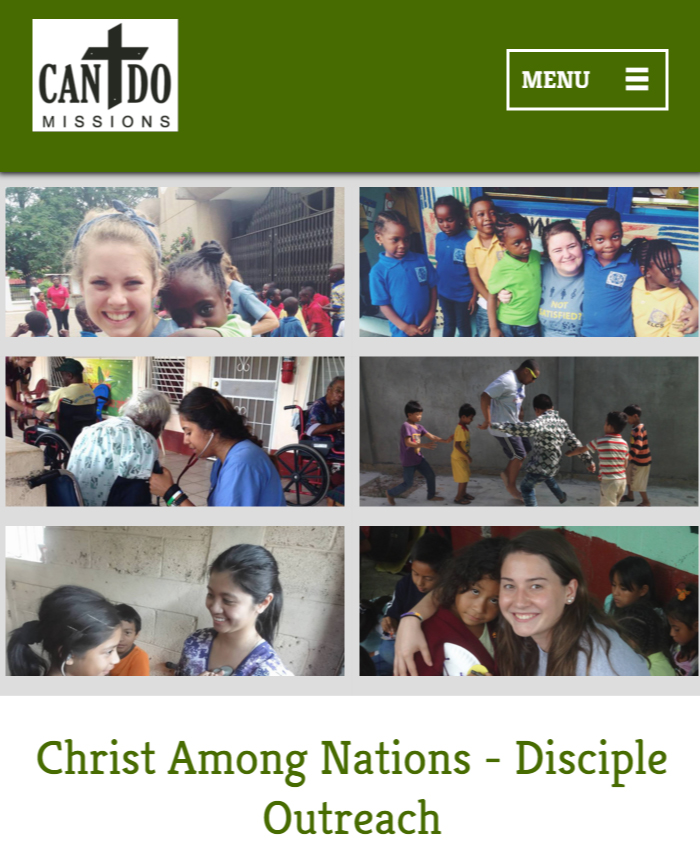 CAN DO
MISSIONS
MENU
NOT
SATISFIED
Christ Among Nations - Disciple
Outreach